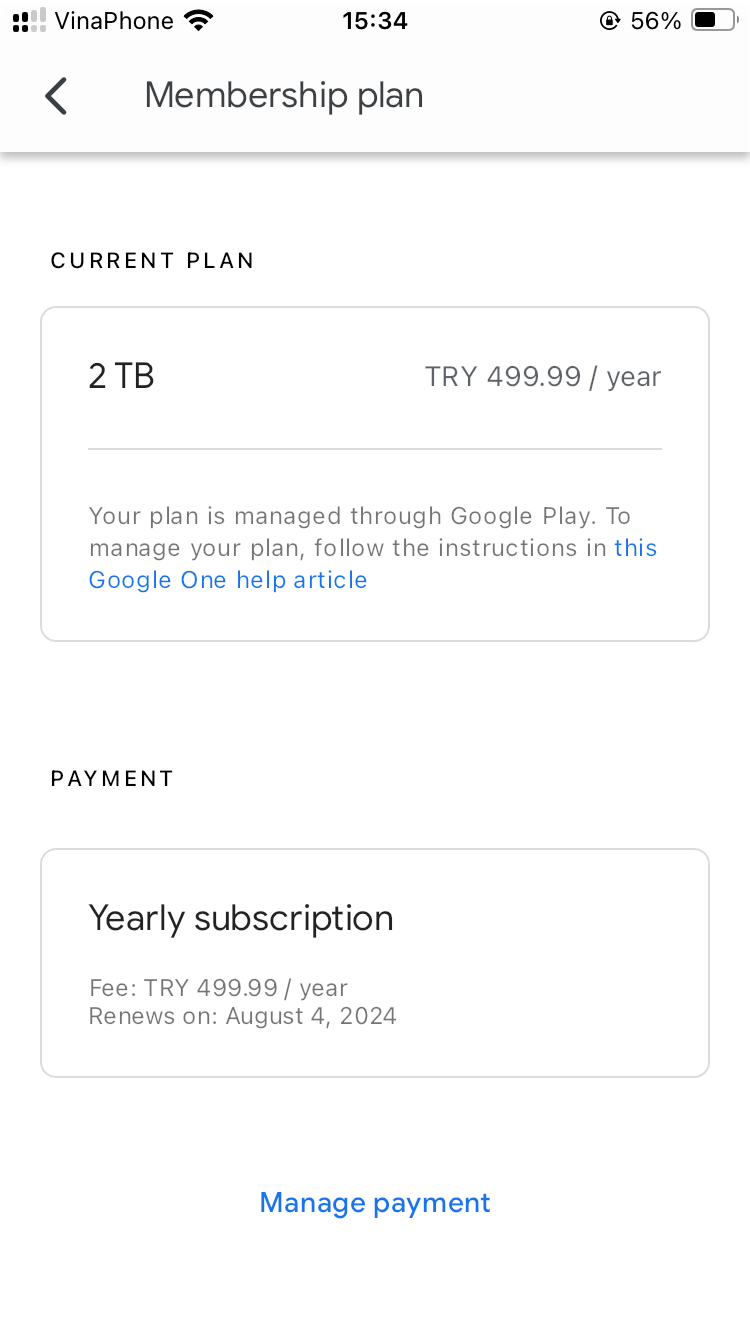 VinaPhone 15:34 56%
Membership plan
CURRENT PLAN
2 TB TRY 499.99 / year
Your plan is managed through Google Play. To
manage your plan, follow the instructions in this
Google One help article
PAYMENT
Yearly subscription
Fee: TRY 499.99 / year
Renews on: August 4, 2024
Manage payment